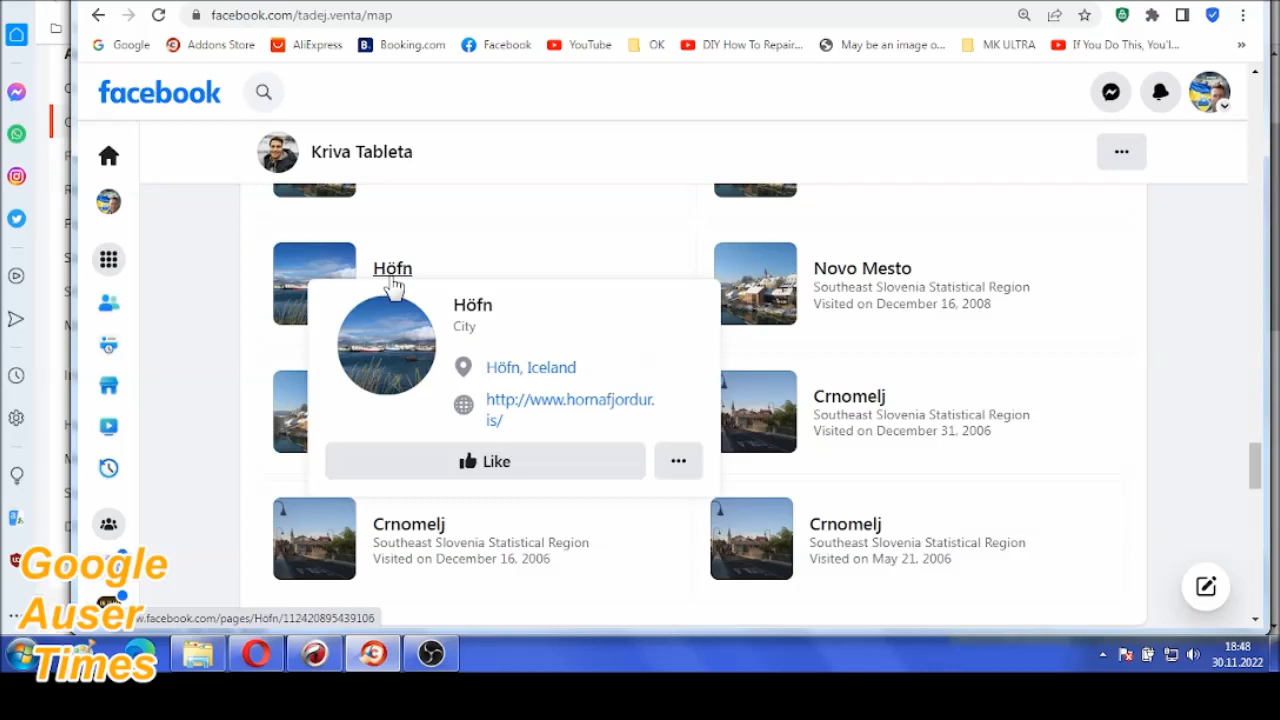 facebook.com/tadej.venta/map
Google
Addons Store
AliExpress
Booking.com
Facebook
YouTube
OK
DIY How To Repair...
May be an image o...
MK ULTRA
If You Do This, You'l...
»
facebook
Kriva Tableta
Höfn
Novo Mesto
Southeast Slovenia Statistical Region
Visited on December 16, 2008
Höfn
City
Höfn, Iceland
http://www.hornafjordur.
is/
Like
Crnomelj
Southeast Slovenia Statistical Region
Visited on December 31, 2006
Crnomelj
Southeast Slovenia Statistical Region
Visited on December 16, 2006
Crnomelj
Southeast Slovenia Statistical Region
Visited on May 21, 2006
Google
Auser
Times
w.facebook.com/pages/Höfn/112420895439106
18:48
30.11.2022